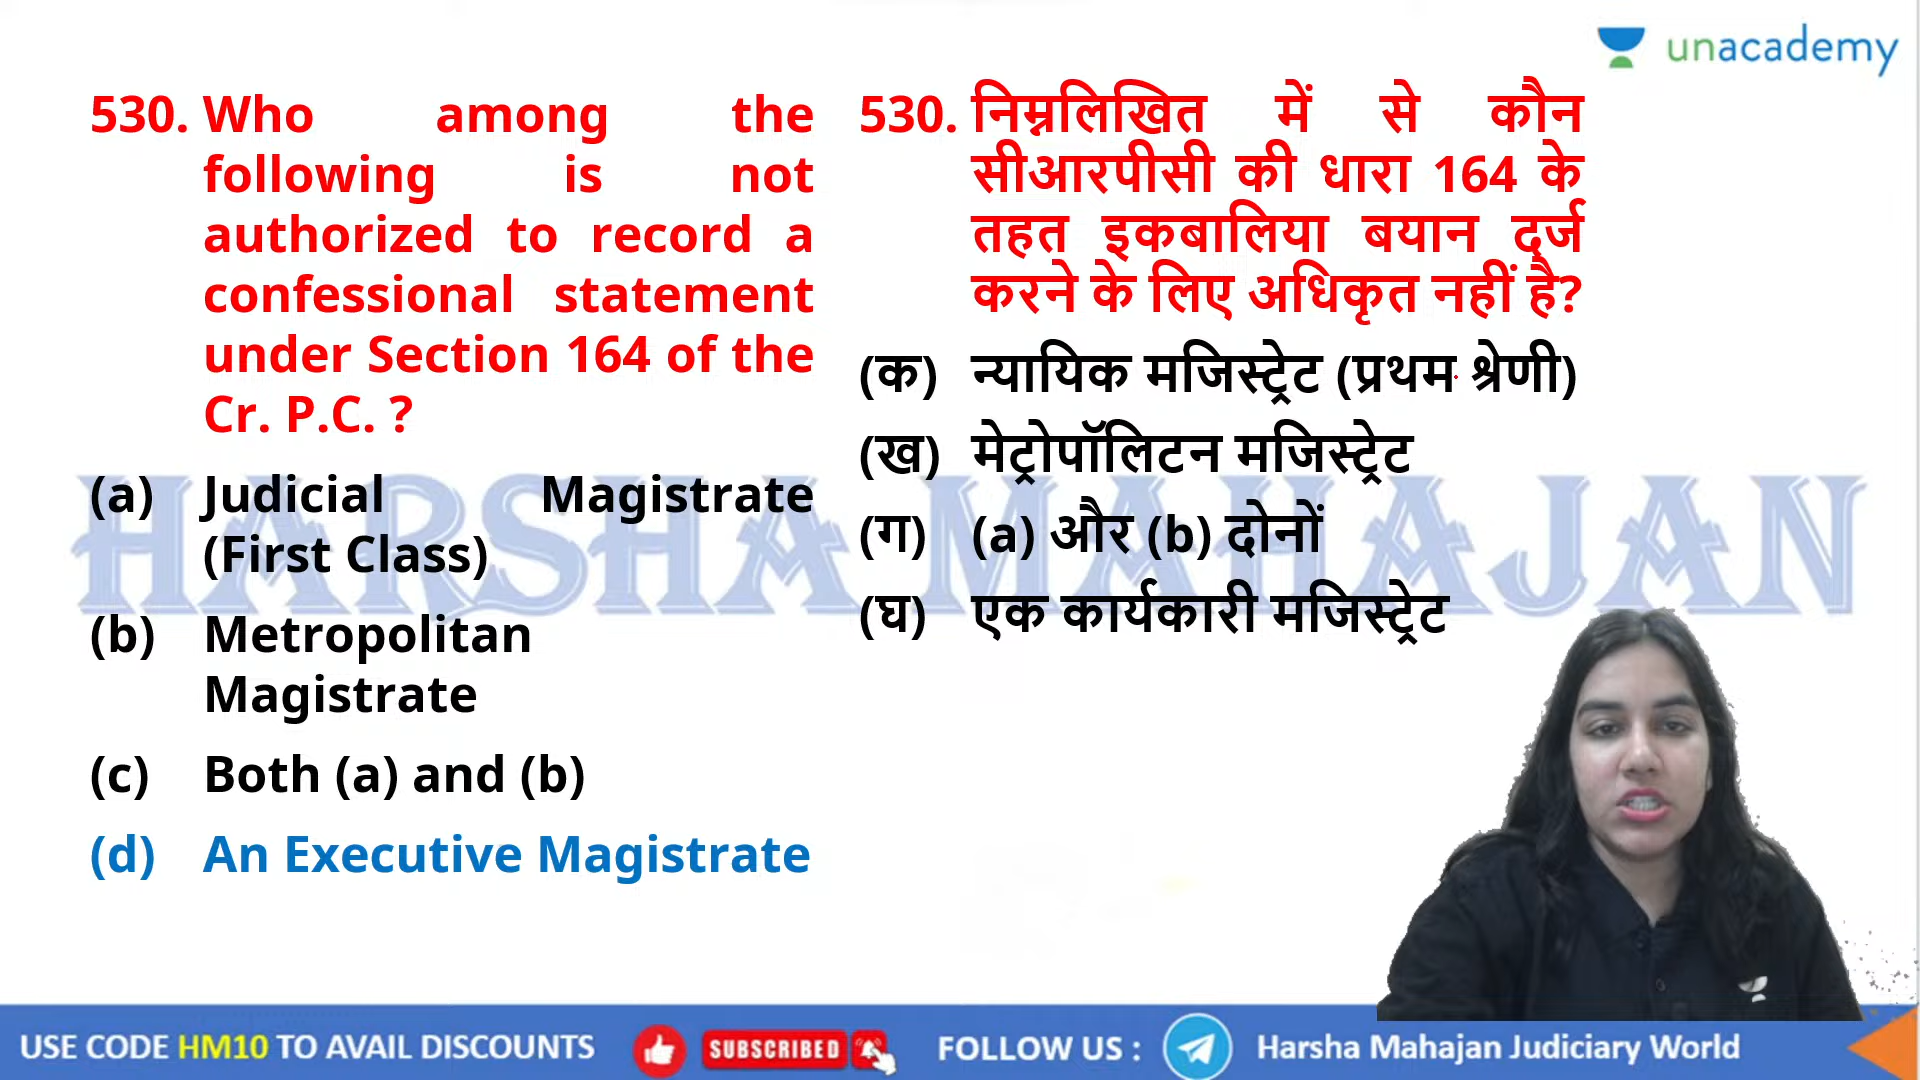 unacademy
530. Who among the
following is not
authorized to record a
confessional statement
under Section 164 of the
Cr. P.C. ?
(a) Judicial Magistrate
(First Class)
(b) Metropolitan
Magistrate
(c) Both (a) and (b)
(d) An Executive Magistrate
530. निम्नलिखित में से कौन
सीआरपीसी की धारा 164 के
तहत इकबालिया बयान दर्ज
करने के लिए अधिकृत नहीं है?
(क) न्यायिक मजिस्ट्रेट (प्रथम श्रेणी)
(ख) मेट्रोपॉलिटन मजिस्ट्रेट
(ग) (a) और (b) दोनों
(घ) एक कार्यकारी मजिस्ट्रेट
HARSHA MAHAJAN
USE CODE HM10 TO AVAIL DISCOUNTS
SUBSCRIBED
FOLLOW US :
Harsha Mahajan Judiciary World